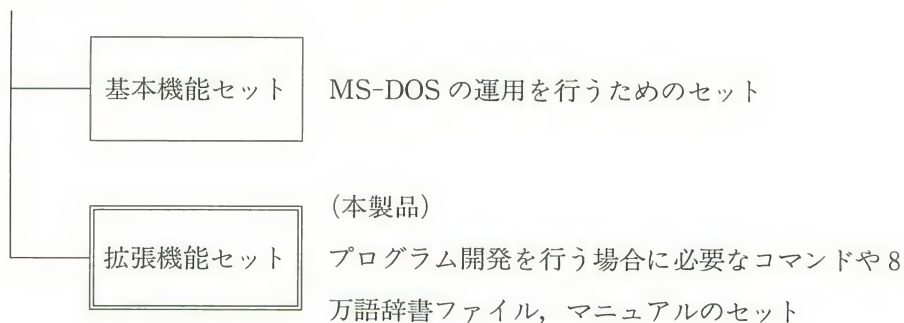 基本機能セット MS-DOSの運用を行うためのセット
(本製品)
拡張機能セット プログラム開発を行う場合に必要なコマンドや8
万語辞書ファイル，マニュアルのセット